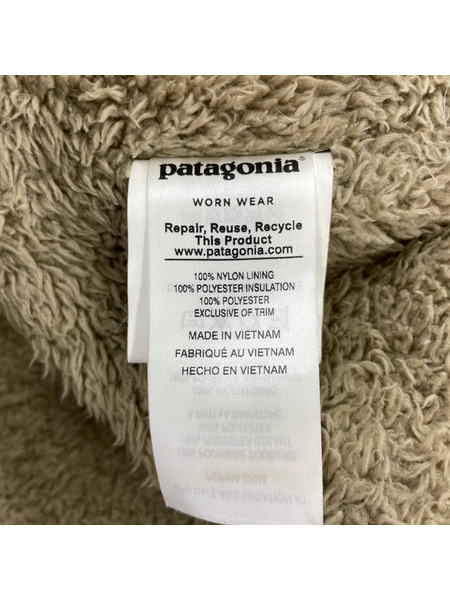 patagonia®
WORN WEAR
Repair, Reuse, Recycle
This Product
www.patagonia.com
100% NYLON LINING
100% POLYESTER INSULATION
100% POLYESTER
EXCLUSIVE OF TRIM
MADE IN VIETNAM
FABRIQUÉ AU VIETNAM
HECHO EN VIETNAM